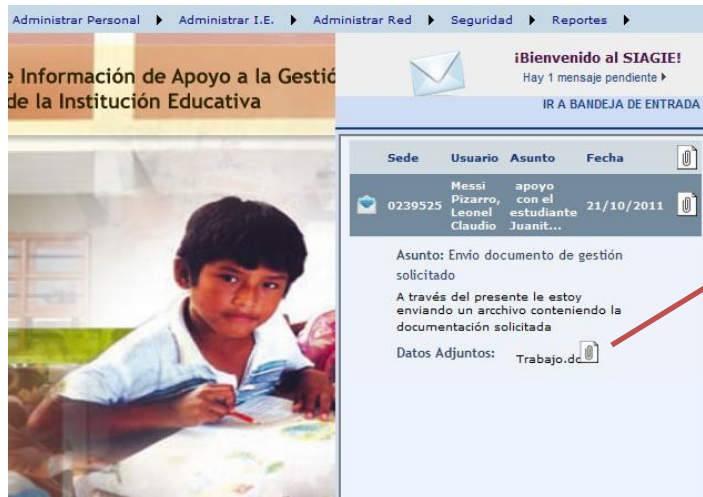 Administrar Personal Administrar I.E. Administrar Red Seguridad Reportes
e Información de Apoyo a la Gestió
de la Institución Educativa
¡Bienvenido al SIAGIE!
Hay 1 mensaje pendiente
IR A BANDEJA DE ENTRADA
Sede Usuario Asunto Fecha
0239525 Messi Pizarro, Leonel Claudio apoyo con el estudiante Juanit... 21/10/2011
Asunto: Envio documento de gestión
solicitado
A través del presente le estoy
enviando un arcchivo conteniendo la
documentación solicitada
Datos Adjuntos: Trabajo.dc